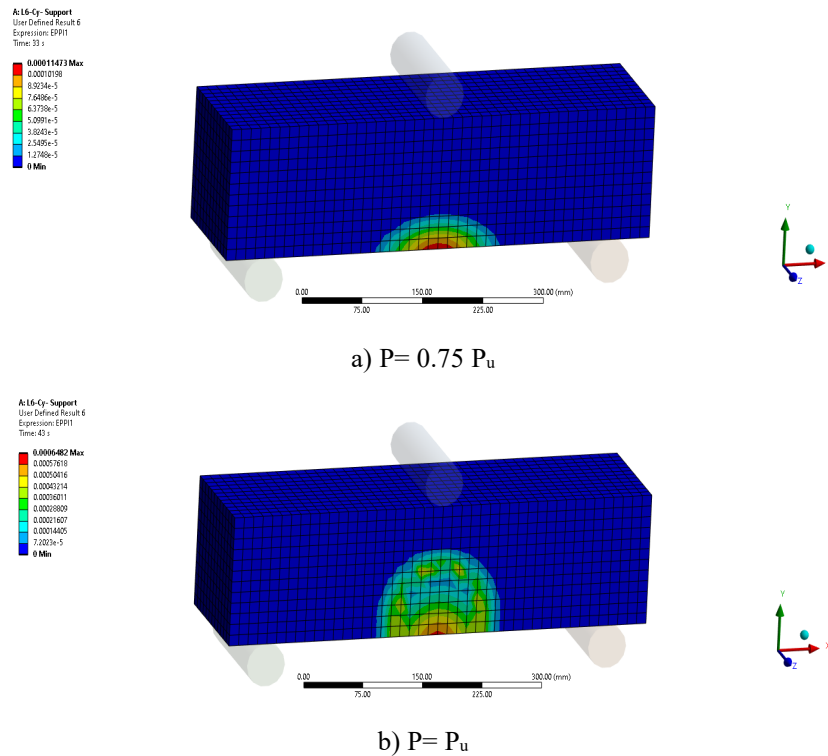 A: L6-Cy- Support
User Defined Result 6
Expression: EPPI1
Time: 33 s
0.00011473 Max
0.00010198
8.9234e-5
7.6486e-5
6.3738e-5
5.0991e-5
3.8243e-5
2.5495e-5
1.2748e-5
0 Min
Y
Z
0.00 150.00 300.00 (mm)
75.00 225.00
a) P= 0.75 Pu
A: L6-Cy- Support
User Defined Result 6
Expression: EPPI1
Time: 43 s
0.0006482 Max
0.00057618
0.00050416
0.00043214
0.00036011
0.00028809
0.00021607
0.00014405
7.2023e-5
0 Min
Y
X
Z
0.00 150.00 300.00 (mm)
75.00 225.00
b) P= Pu